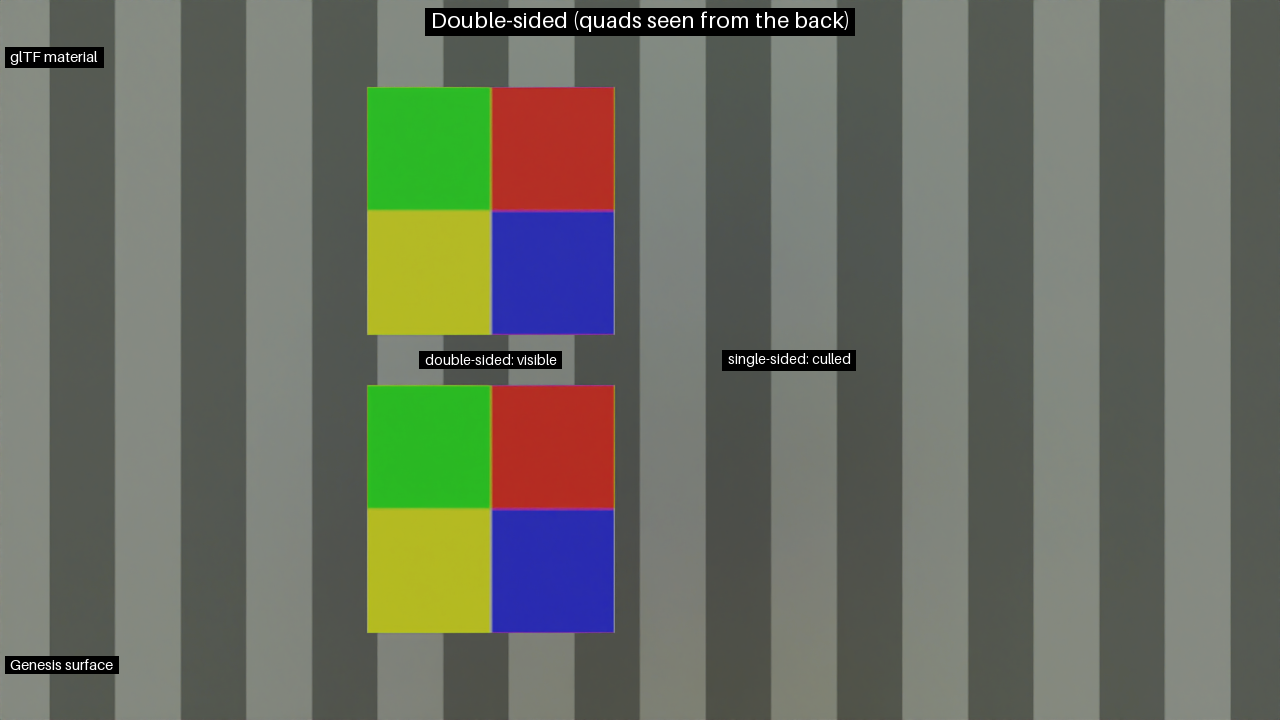 Double-sided (quads seen from the back)
glTF material
double-sided: visible
single-sided: culled
Genesis surface